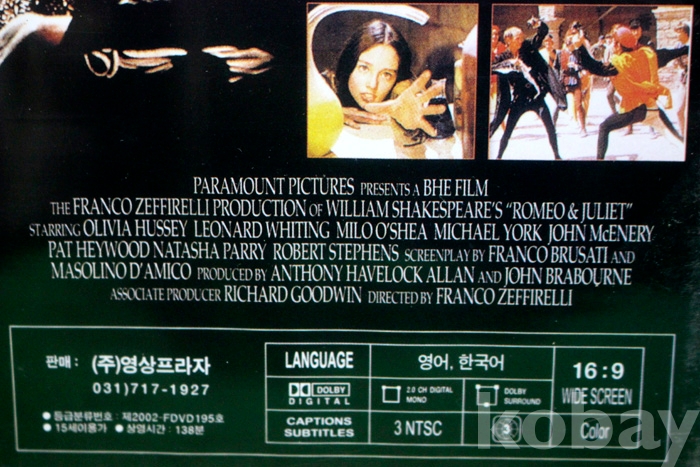 PARAMOUNT PICTURES PRESENTS A BHE FILM
THE FRANCO ZEFFIRELLI PRODUCTION OF WILLIAM SHAKESPEARE'S "ROMEO & JULIET"
STARRING OLIVIA HUSSEY LEONARD WHITING MILO O'SHEA MICHAEL YORK JOHN McENERY
PAT HEYWOOD NATASHA PARRY ROBERT STEPHENS SCREENPLAY BY FRANCO BRUSATI AND
MASOLINO D'AMICO PRODUCED BY ANTHONY HAVELOCK ALLAN AND JOHN BRABOURNE
ASSOCIATE PRODUCER RICHARD GOODWIN DIRECTED BY FRANCO ZEFFIRELLI
판매 : (주)영상프라자
031)717-1927
● 등급분류번호 : 제2002-FDVD195호
● 15세이용가 ● 상영시간 : 138분
LANGUAGE 영어, 한국어
DOLBY DIGITAL
2.0 CH DIGITAL MONO
DOLBY SURROUND
CAPTIONS SUBTITLES
3 NTSC
3
16 : 9
WIDE SCREEN
Color
kobay